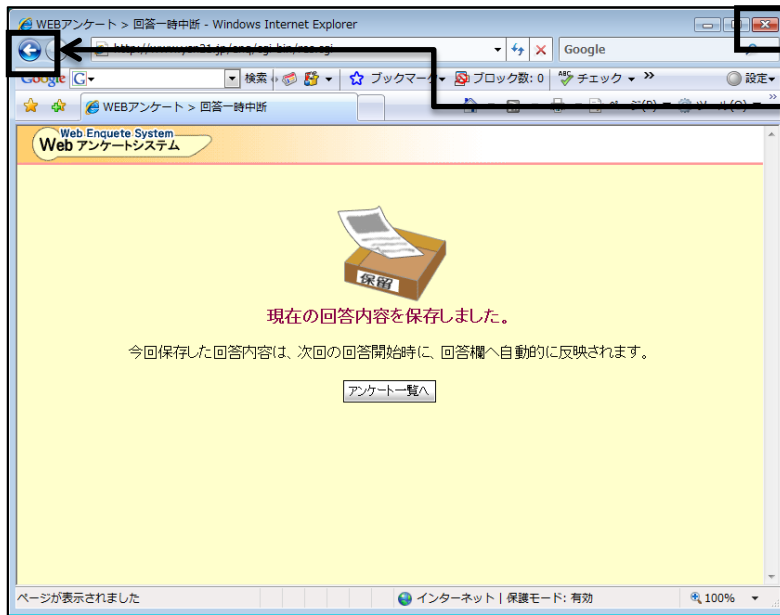 WEBアンケート > 回答一時中断 - Windows Internet Explorer
Google
Google G 検索 ブックマーク ブロック数: 0 チェック 設定
WEBアンケート > 回答一時中断
Web Enquete System
Web アンケートシステム
保留
現在の回答内容を保存しました。
今回保存した回答内容は、次回の回答開始時に、回答欄へ自動的に反映されます。
アンケート一覧へ
ページが表示されました インターネット | 保護モード: 有効 100%